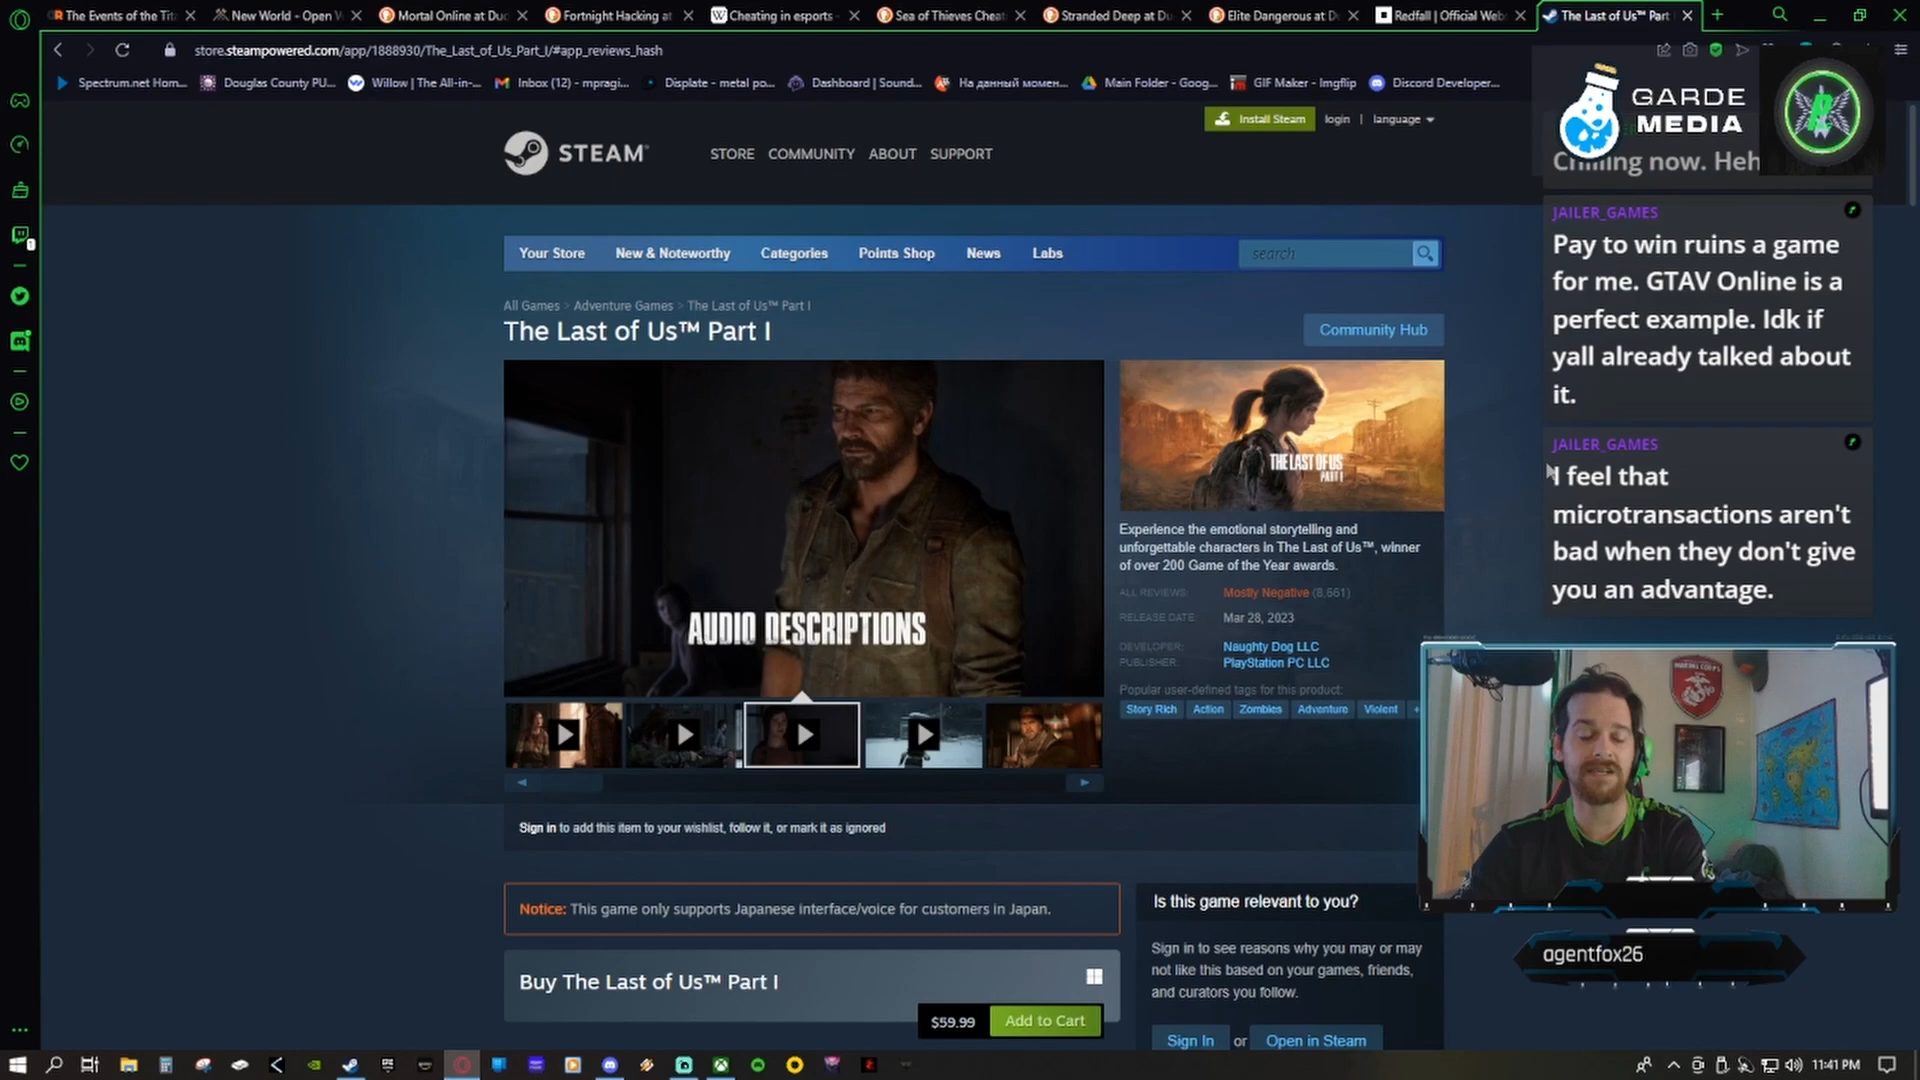 The Events of the Tita
New World - Open W
Mortal Online at Duc
Fortnight Hacking at
Cheating in esports -
Sea of Thieves Cheat
Stranded Deep at Du
Elite Dangerous at D
Redfall | Official Web
The Last of Us™ Part
store.steampowered.com/app/1888930/The_Last_of_Us_Part_I/#app_reviews_hash
Spectrum.net Hom...
Douglas County PU...
Willow | The All-in-...
Inbox (12) - mpragi...
Displate - metal po...
Dashboard | Sound...
На данный момен...
Main Folder - Goog...
GIF Maker - Imgflip
Discord Developer...
Install Steam
login | language
GARDE
MEDIA
STEAM
STORE COMMUNITY ABOUT SUPPORT
Chilling now. Heh
JAILER_GAMES
Pay to win ruins a game
for me. GTAV Online is a
perfect example. Idk if
yall already talked about
it.
JAILER_GAMES
I feel that
microtransactions aren't
bad when they don't give
you an advantage.
Your Store New & Noteworthy Categories Points Shop News Labs
search
All Games > Adventure Games > The Last of Us™ Part I
The Last of Us™ Part I
Community Hub
AUDIO DESCRIPTIONS
THE LAST OF US
PART I
Experience the emotional storytelling and
unforgettable characters in The Last of Us™, winner
of over 200 Game of the Year awards.
ALL REVIEWS: Mostly Negative (8,661)
RELEASE DATE: Mar 28, 2023
DEVELOPER: Naughty Dog LLC
PUBLISHER: PlayStation PC LLC
Popular user-defined tags for this product:
Story Rich Action Zombies Adventure Violent +
Sign in to add this item to your wishlist, follow it, or mark it as ignored
Notice: This game only supports Japanese interface/voice for customers in Japan.
Buy The Last of Us™ Part I
$59.99 Add to Cart
Is this game relevant to you?
Sign in to see reasons why you may or may
not like this based on your games, friends,
and curators you follow.
Sign In or Open in Steam
MARINE CORPS
agentfox26
11:41 PM